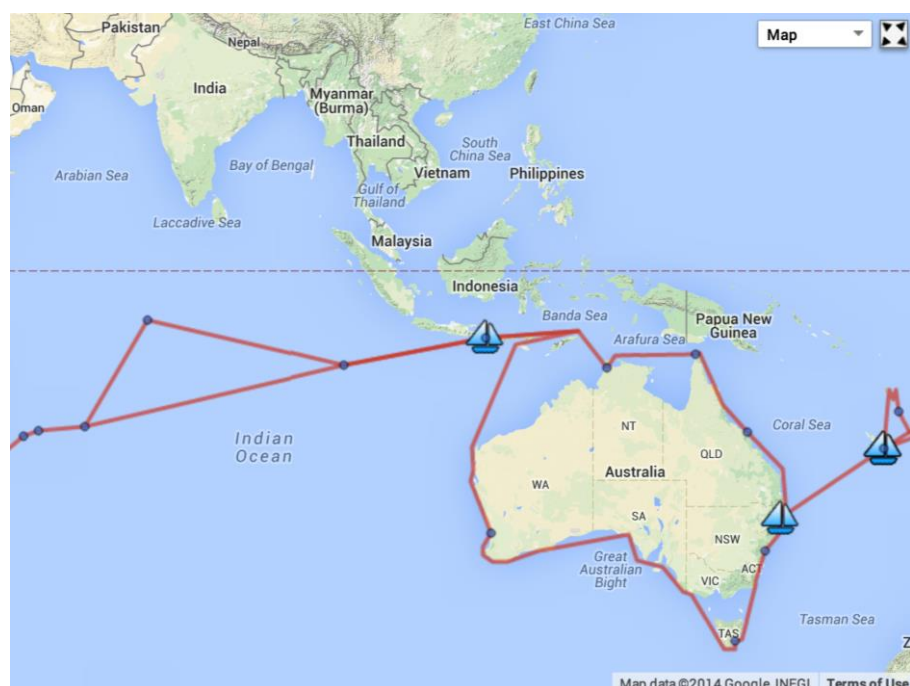 East China Sea
Pakistan
Map
Nepal
India
Oman
Myanmar
(Burma)
Thailand
South
China Sea
Bay of Bengal
Arabian Sea
Vietnam
Philippines
Gulf of
Thailand
Laccadive Sea
Malaysia
Indonesia
Banda Sea
Papua New
Guinea
Arafura Sea
Indian
Ocean
NT
Coral Sea
QLD
Australia
WA
SA
NSW
Great
Australian
Bight
ACT
VIC
Tasman Sea
TAS
Z
Map data ©2014 Google, INEGI
Terms of Use